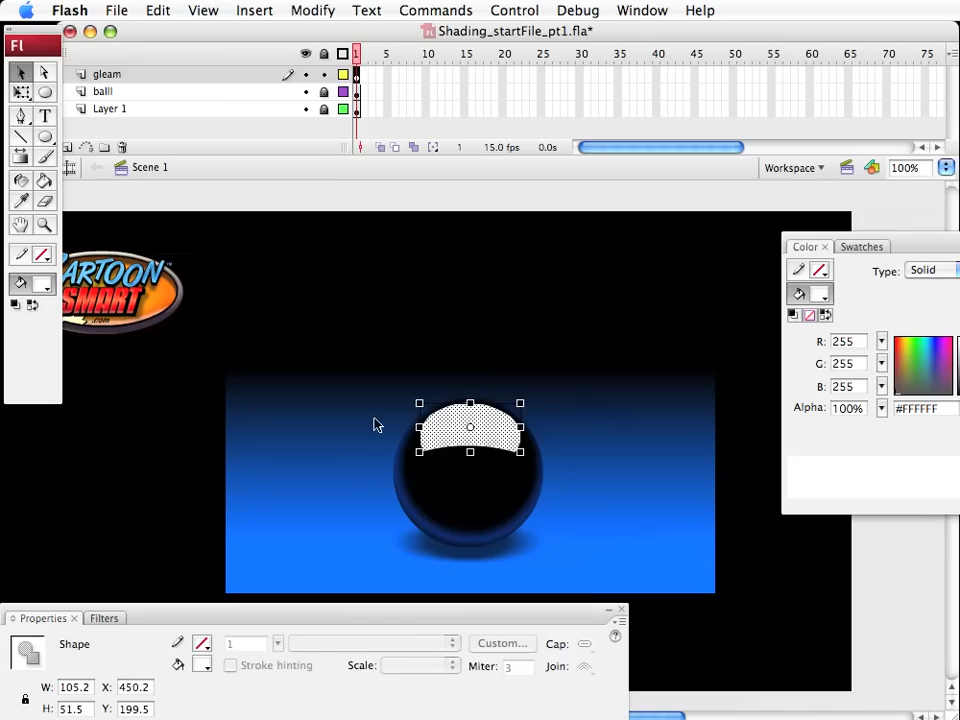 Flash File Edit View Insert Modify Text Commands Control Debug Window Help
Shading_startFile_pt1.fla*
Fl
1 5 10 15 20 25 30 35 40 45 50 55 60 65 70 75
gleam
balll
Layer 1
1 15.0 fps 0.0s
Scene 1
Workspace
100%
CARTOON
SMART
.com
Color Swatches
Type: Solid
R: 255
G: 255
B: 255
Alpha: 100% #FFFFFF
Properties Filters
Shape
1
Custom...
Cap:
Stroke hinting
Scale:
Miter: 3
Join:
W: 105.2 X: 450.2
H: 51.5 Y: 199.5